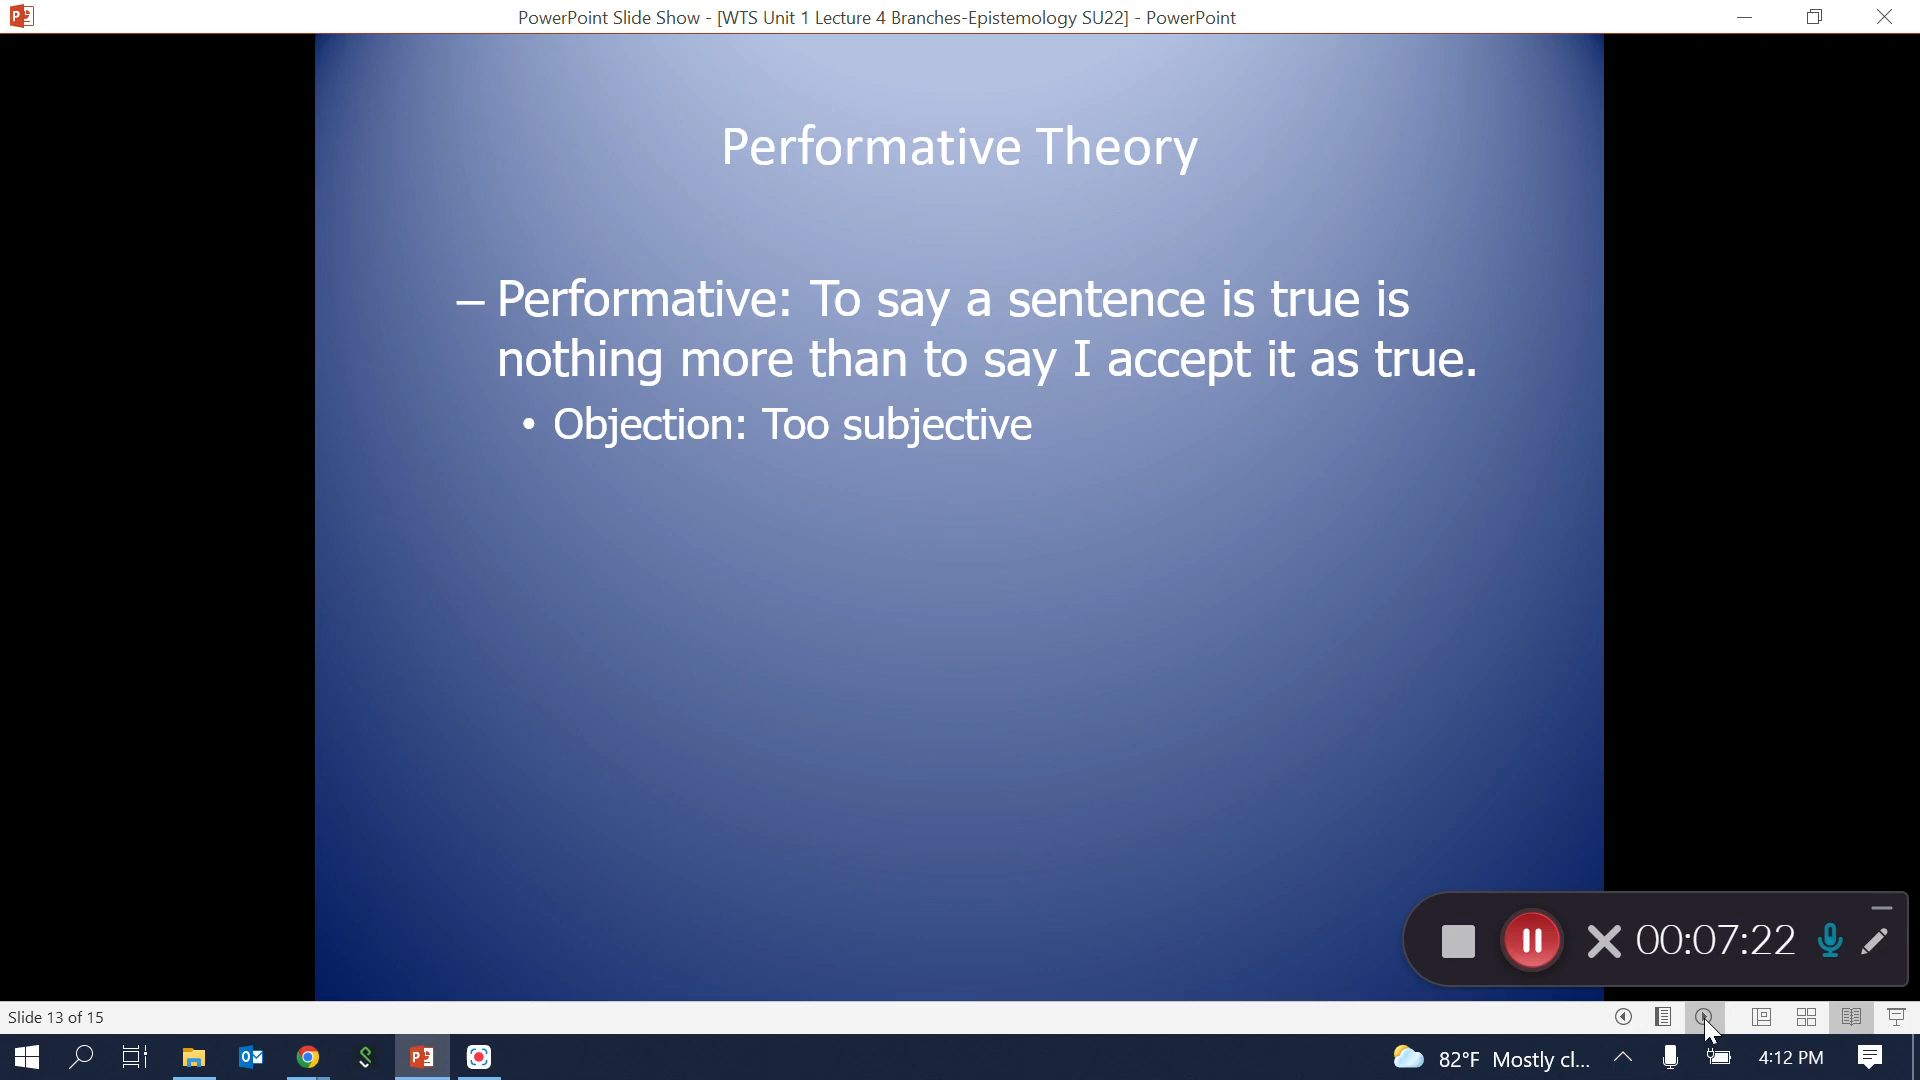 PowerPoint Slide Show - [WTS Unit 1 Lecture 4 Branches-Epistemology SU22] - PowerPoint
Performative Theory
– Performative: To say a sentence is true is
nothing more than to say I accept it as true.
• Objection: Too subjective
00:07:22
Slide 13 of 15
82°F Mostly cl...
4:12 PM